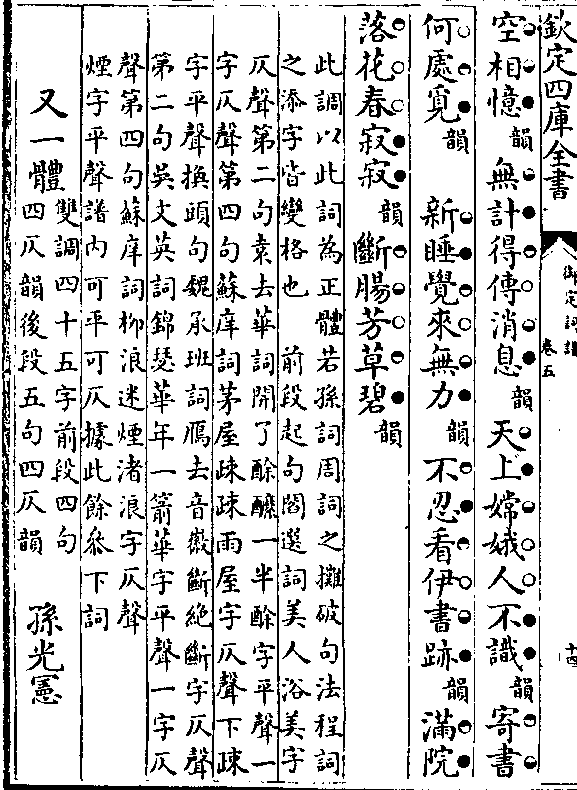 欽定四庫全書
御定詞譜
卷五
十四
空相憶韻無計得傳消息韻天上嫦娥人不識韻寄書
何處覓韻 新睡覺來無力韻不忍看伊書跡韻滿院
落花春寂寂韻斷腸芳草碧韻
此調以此詞為正體若孫詞周詞之攤破句法程詞
之添字皆變格也 前段起句閻選詞美人浴美字
仄聲第二句袁去華詞開了酴醿一半酴字平聲一
字仄聲第四句蘇庠詞茅屋疎疎雨屋字仄聲下疎
字平聲換頭句魏承班詞鴈去音徽斷絕斷字仄聲
第二句吳文英詞錦瑟華年一箭華字平聲一字仄
聲第四句蘇庠詞柳浪迷煙渚浪字仄聲
煙字平聲譜內可平可仄據此餘叅下詞
又一體 雙調四十五字前段四句
四仄韻後段五句四仄韻 孫光憲